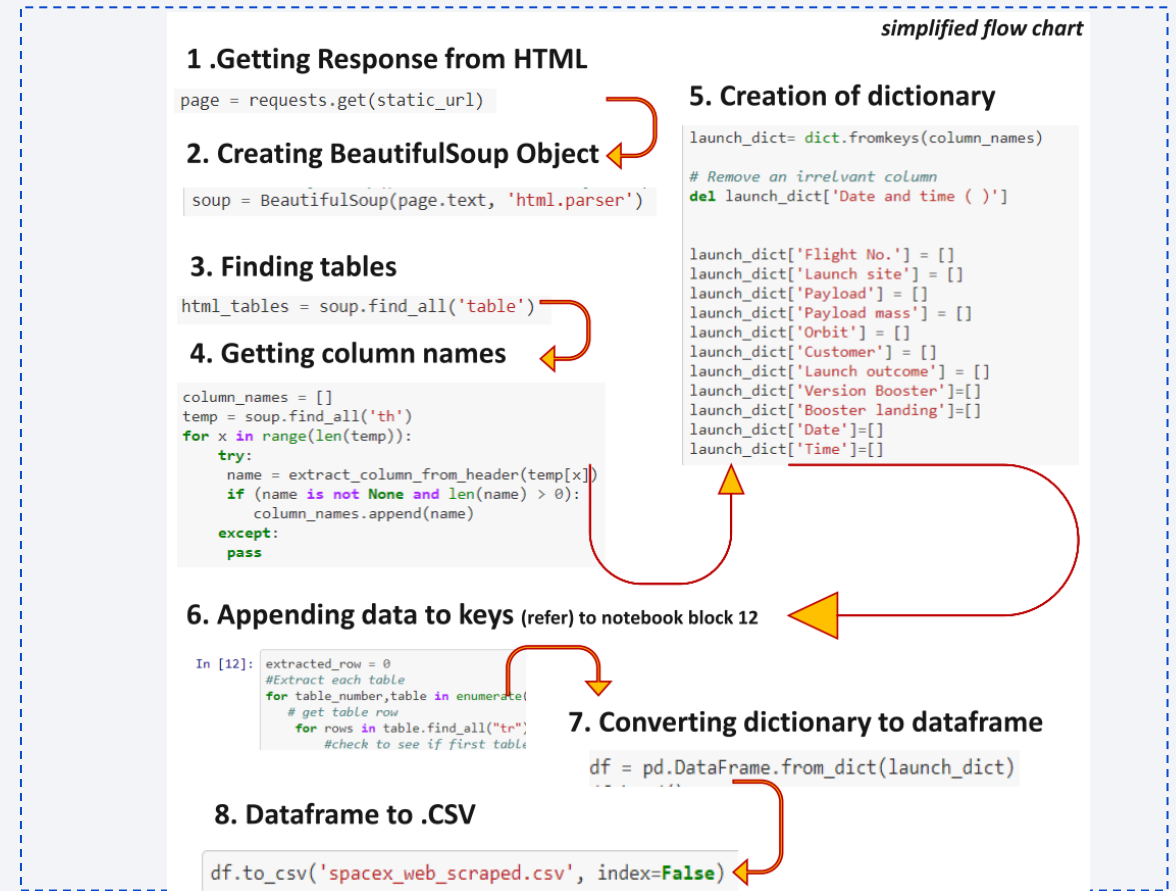 simplified flow chart
1 .Getting Response from HTML
page = requests.get(static_url)
2. Creating BeautifulSoup Object
soup = BeautifulSoup(page.text, 'html.parser')
3. Finding tables
html_tables = soup.find_all('table')
4. Getting column names
column_names = []
temp = soup.find_all('th')
for x in range(len(temp)):
    try:
     name = extract_column_from_header(temp[x])
     if (name is not None and len(name) > 0):
        column_names.append(name)
    except:
     pass
5. Creation of dictionary
launch_dict= dict.fromkeys(column_names)
# Remove an irrelvant column
del launch_dict['Date and time ( )']
launch_dict['Flight No.'] = []
launch_dict['Launch site'] = []
launch_dict['Payload'] = []
launch_dict['Payload mass'] = []
launch_dict['Orbit'] = []
launch_dict['Customer'] = []
launch_dict['Launch outcome'] = []
launch_dict['Version Booster']=[]
launch_dict['Booster landing']=[]
launch_dict['Date']=[]
launch_dict['Time']=[]
6. Appending data to keys (refer) to notebook block 12
In [12]: extracted_row = 0
#Extract each table
for table_number,table in enumerate(
   # get table row
    for rows in table.find_all("tr")
        #check to see if first table
7. Converting dictionary to dataframe
df = pd.DataFrame.from_dict(launch_dict)
8. Dataframe to .CSV
df.to_csv('spacex_web_scraped.csv', index=False)